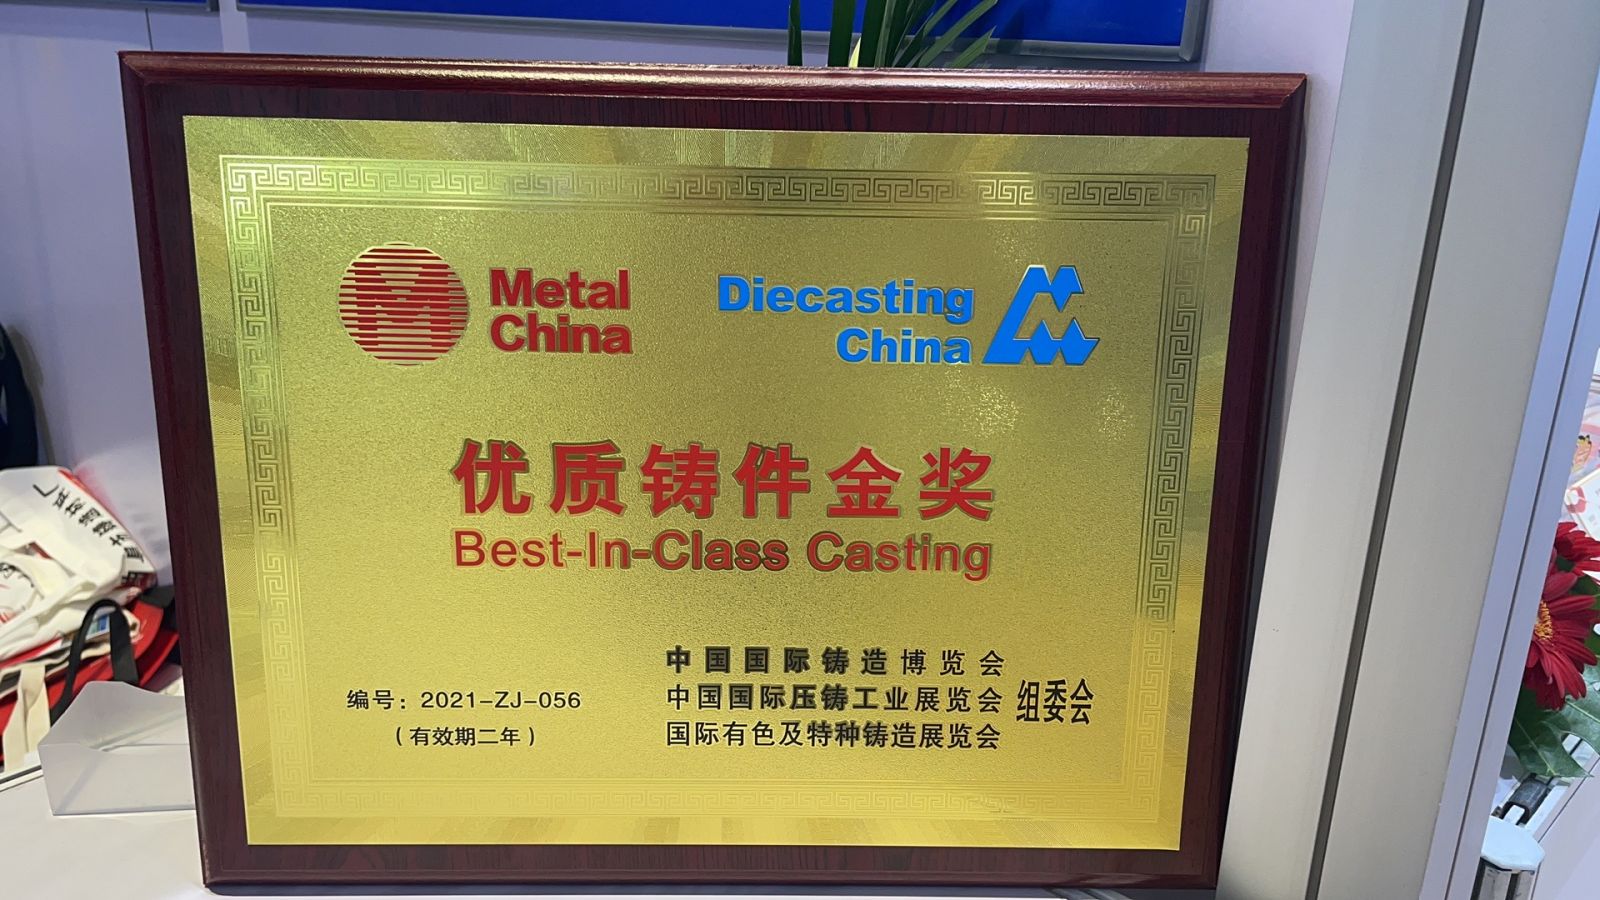 Metal
China
Diecasting
China
优质铸件金奖
Best-In-Class Casting
中国国际铸造博览会
中国国际压铸工业展览会
国际有色及特种铸造展览会
组委会
编号：2021-ZJ-056
（有效期二年）